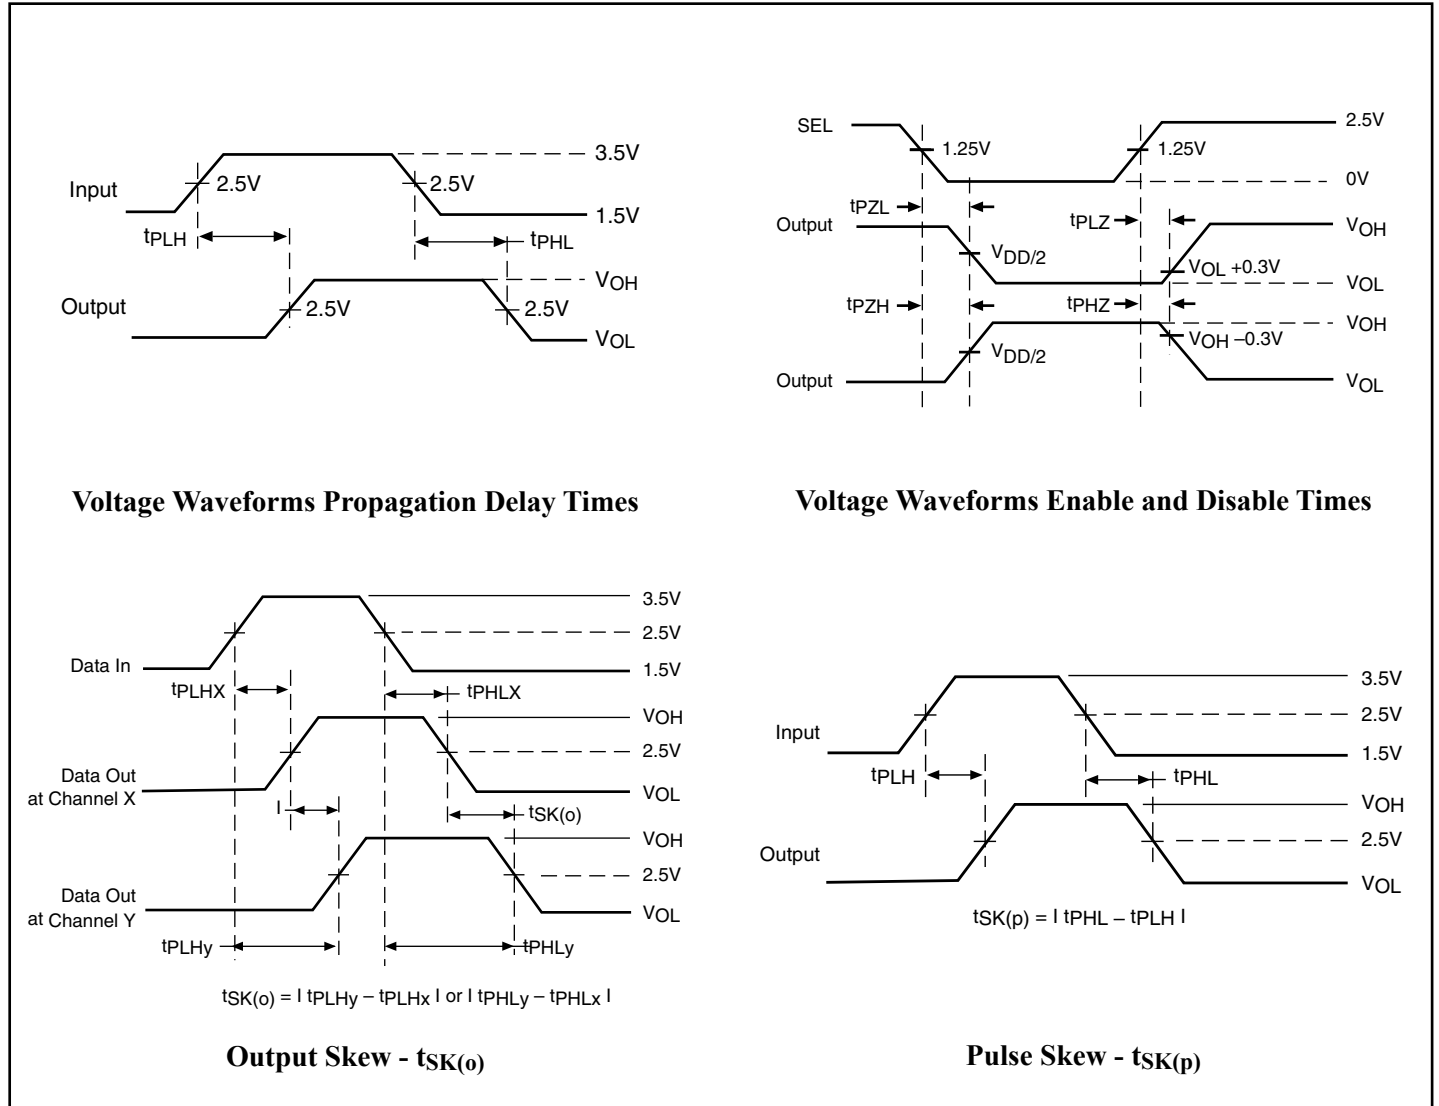 Input
2.5V
2.5V
3.5V
1.5V
tPLH
tPHL
Output
2.5V
2.5V
VOH
VOL
Voltage Waveforms Propagation Delay Times
SEL
1.25V
1.25V
2.5V
0V
tPZL
tPLZ
Output
VDD/2
VOL +0.3V
VOH
VOL
tPZH
tPHZ
Output
VDD/2
VOH –0.3V
VOH
VOL
Voltage Waveforms Enable and Disable Times
Data In
3.5V
2.5V
1.5V
tPLHX
tPHLX
Data Out
at Channel X
VOH
2.5V
VOL
I
tSK(o)
Data Out
at Channel Y
VOH
2.5V
VOL
tPLHy
tPHLy
tSK(o) = I tPLHy – tPLHx I or I tPHLy – tPHLx I
Output Skew - tSK(o)
Input
3.5V
2.5V
1.5V
tPLH
tPHL
Output
VOH
2.5V
VOL
tSK(p) = I tPHL – tPLH I
Pulse Skew - tSK(p)